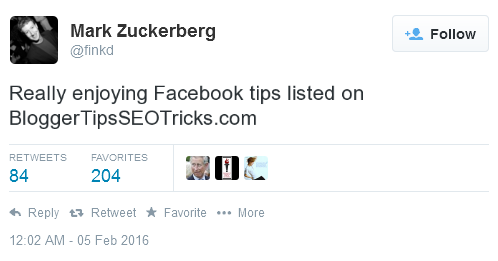 Mark Zuckerberg
@finkd
Follow
Really enjoying Facebook tips listed on
BloggerTipsSEOTricks.com
RETWEETS FAVORITES
84 204
Reply Retweet Favorite More
12:02 AM - 05 Feb 2016